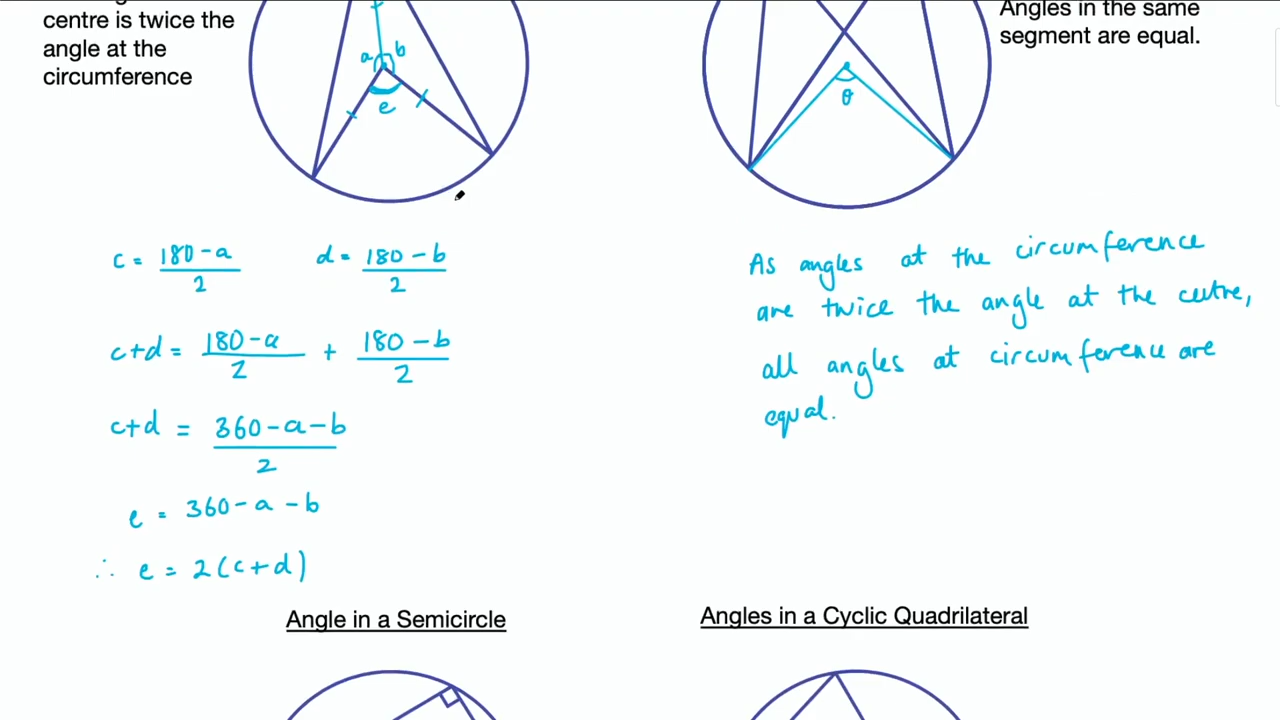 centre is twice the
angle at the
circumference
a b
e
Angles in the same
segment are equal.
θ
c = 180 - a / 2 d = 180 - b / 2
c+d = 180 - a / 2 + 180 - b / 2
c+d = 360 - a - b / 2
e = 360 - a - b
∴ e = 2(c+d)
As angles at the circumference
are twice the angle at the centre,
all angles at circumference are
equal.
Angle in a Semicircle
Angles in a Cyclic Quadrilateral